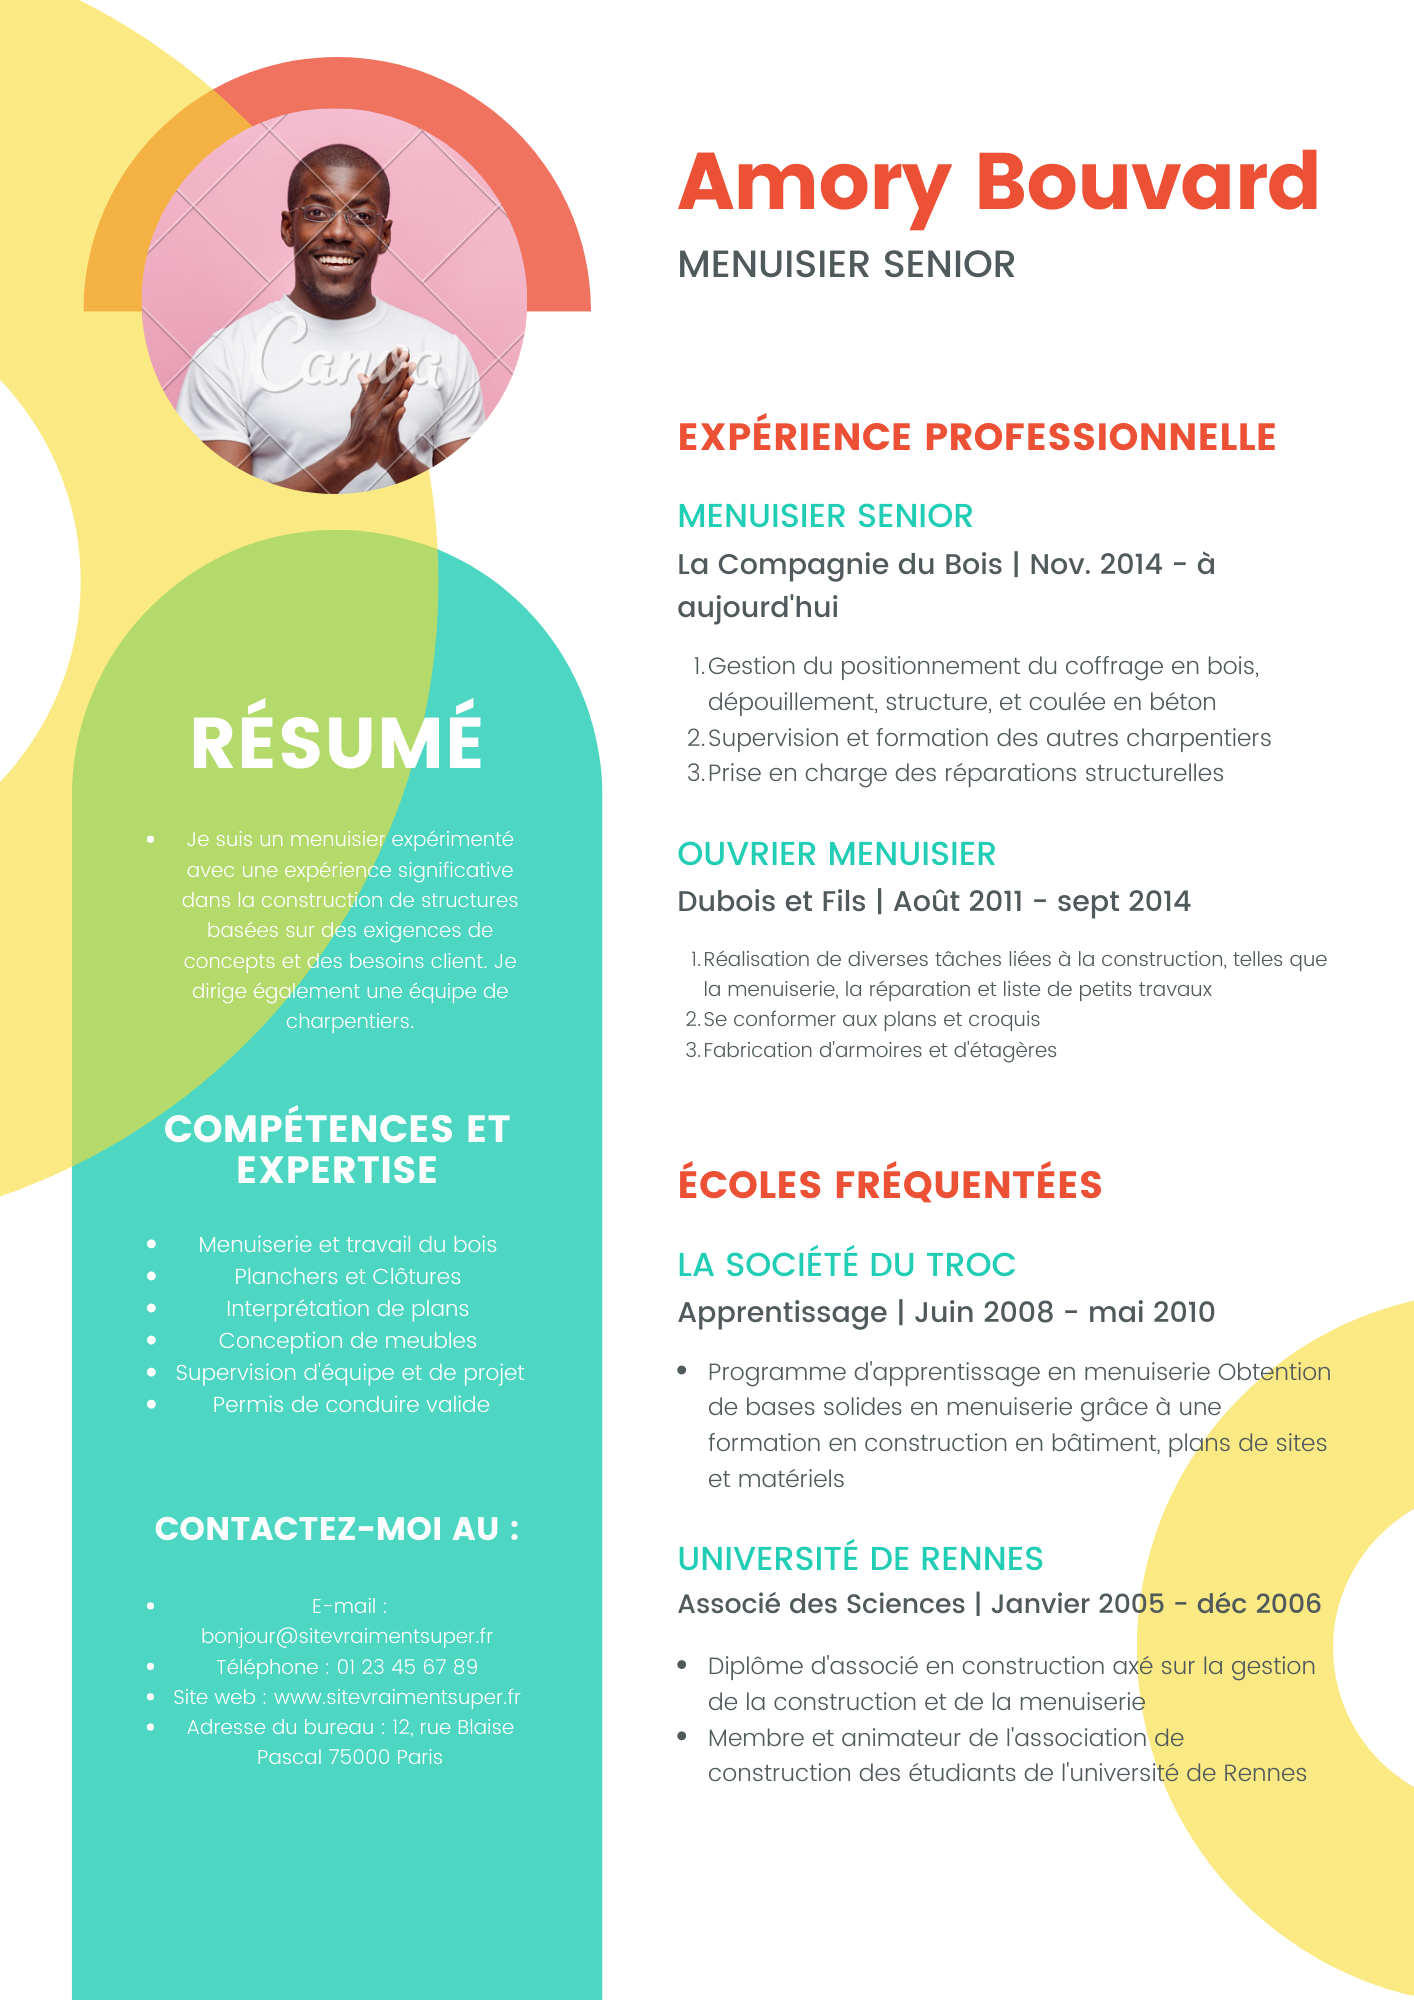 Canva
Amory Bouvard
MENUISIER SENIOR
RÉSUMÉ
• Je suis un menuisier expérimenté
avec une expérience significative
dans la construction de structures
basées sur des exigences de
concepts et des besoins client. Je
dirige également une équipe de
charpentiers.
COMPÉTENCES ET
EXPERTISE
• Menuiserie et travail du bois
• Planchers et Clôtures
• Interprétation de plans
• Conception de meubles
• Supervision d'équipe et de projet
• Permis de conduire valide
CONTACTEZ-MOI AU :
• E-mail :
bonjour@sitevraimentsuper.fr
• Téléphone : 01 23 45 67 89
• Site web : www.sitevraimentsuper.fr
• Adresse du bureau : 12, rue Blaise
Pascal 75000 Paris
EXPÉRIENCE PROFESSIONNELLE
MENUISIER SENIOR
La Compagnie du Bois | Nov. 2014 - à
aujourd'hui
1. Gestion du positionnement du coffrage en bois,
dépouillement, structure, et coulée en béton
2. Supervision et formation des autres charpentiers
3. Prise en charge des réparations structurelles
OUVRIER MENUISIER
Dubois et Fils | Août 2011 - sept 2014
1. Réalisation de diverses tâches liées à la construction, telles que
la menuiserie, la réparation et liste de petits travaux
2. Se conformer aux plans et croquis
3. Fabrication d'armoires et d'étagères
ÉCOLES FRÉQUENTÉES
LA SOCIÉTÉ DU TROC
Apprentissage | Juin 2008 - mai 2010
• Programme d'apprentissage en menuiserie Obtention
de bases solides en menuiserie grâce à une
formation en construction en bâtiment, plans de sites
et matériels
UNIVERSITÉ DE RENNES
Associé des Sciences | Janvier 2005 - déc 2006
• Diplôme d'associé en construction axé sur la gestion
de la construction et de la menuiserie
• Membre et animateur de l'association de
construction des étudiants de l'université de Rennes